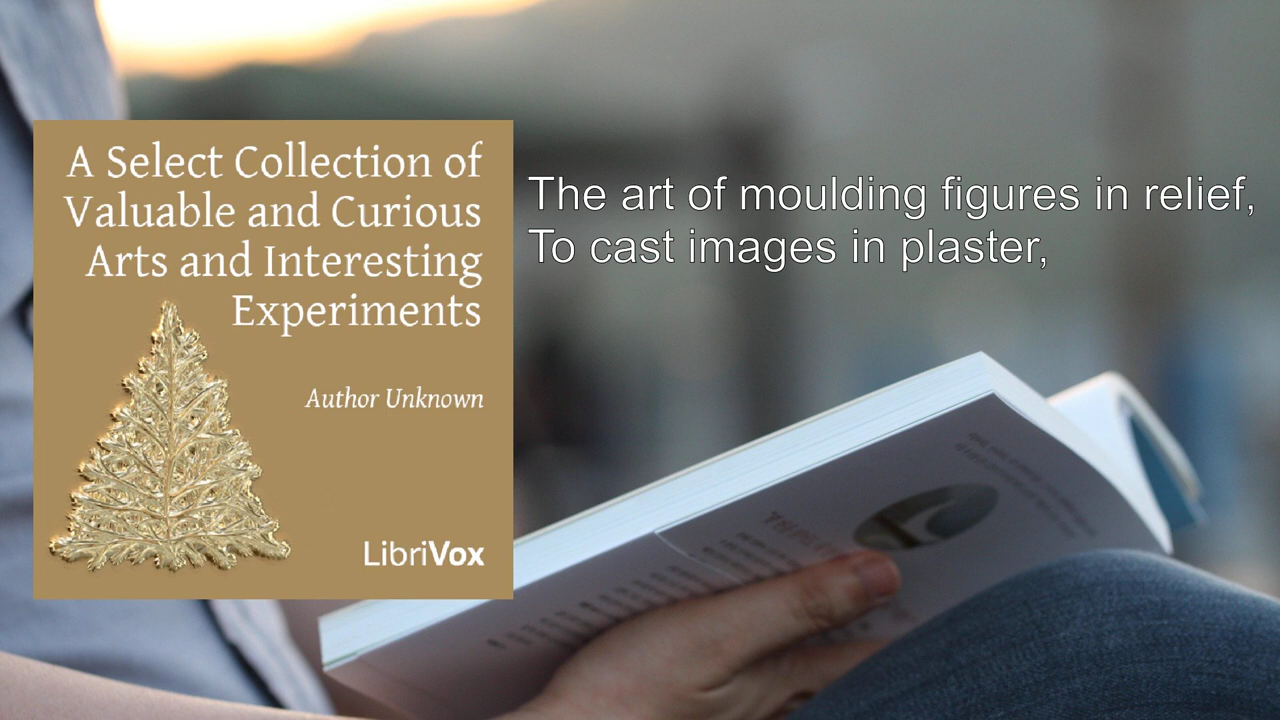 A Select Collection of
Valuable and Curious
Arts and Interesting
Experiments
Author Unknown
LibriVox
The art of moulding figures in relief,
To cast images in plaster,